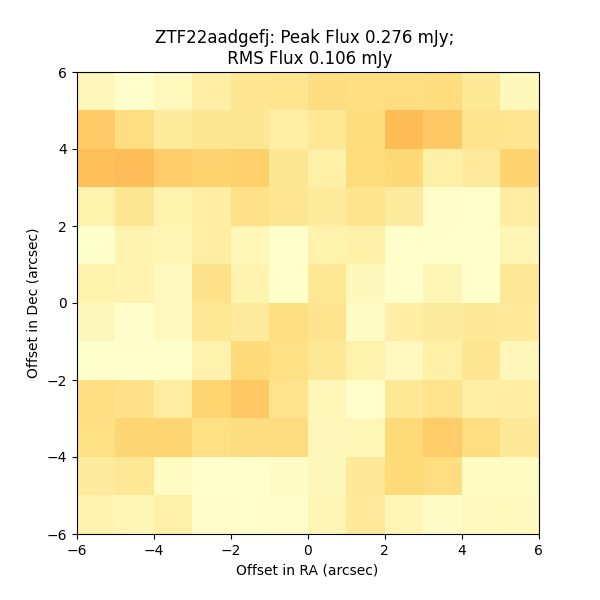 ZTF22aadgefj: Peak Flux 0.276 mJy;
RMS Flux 0.106 mJy
6
4
2
0
−2
−4
−6
Offset in Dec (arcsec)
−6 −4 −2 0 2 4 6
Offset in RA (arcsec)